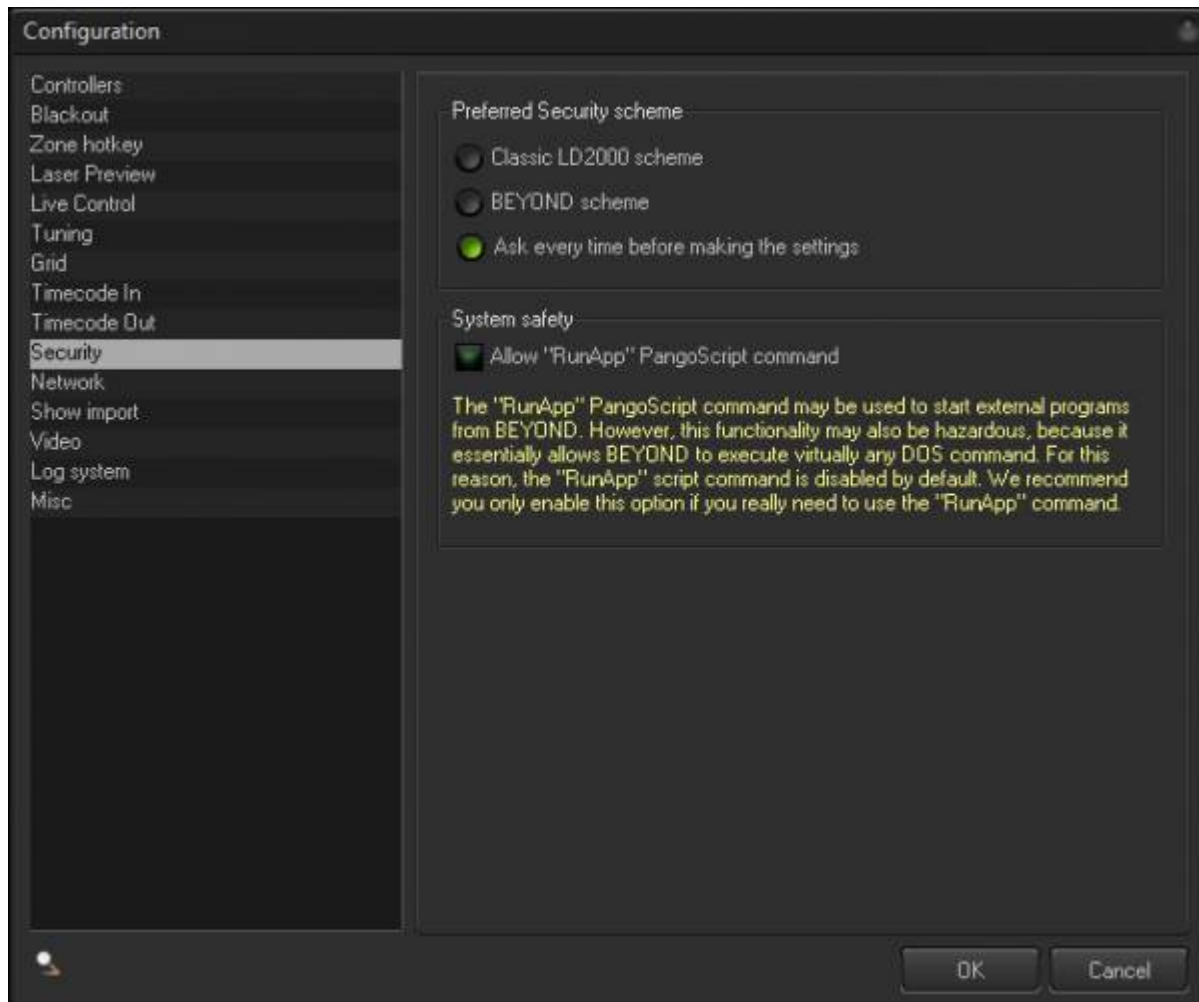 Configuration
Controllers
Blackout
Zone hotkey
Laser Preview
Live Control
Tuning
Grid
Timecode In
Timecode Out
Security
Network
Show import
Video
Log system
Misc
Preferred Security scheme
Classic LD2000 scheme
BEYOND scheme
Ask every time before making the settings
System safety
Allow "RunApp" PangoScript command
The "RunApp" PangoScript command may be used to start external programs
from BEYOND. However, this functionality may also be hazardous, because it
essentially allows BEYOND to execute virtually any DOS command. For this
reason, the "RunApp" script command is disabled by default. We recommend
you only enable this option if you really need to use the "RunApp" command.
OK
Cancel